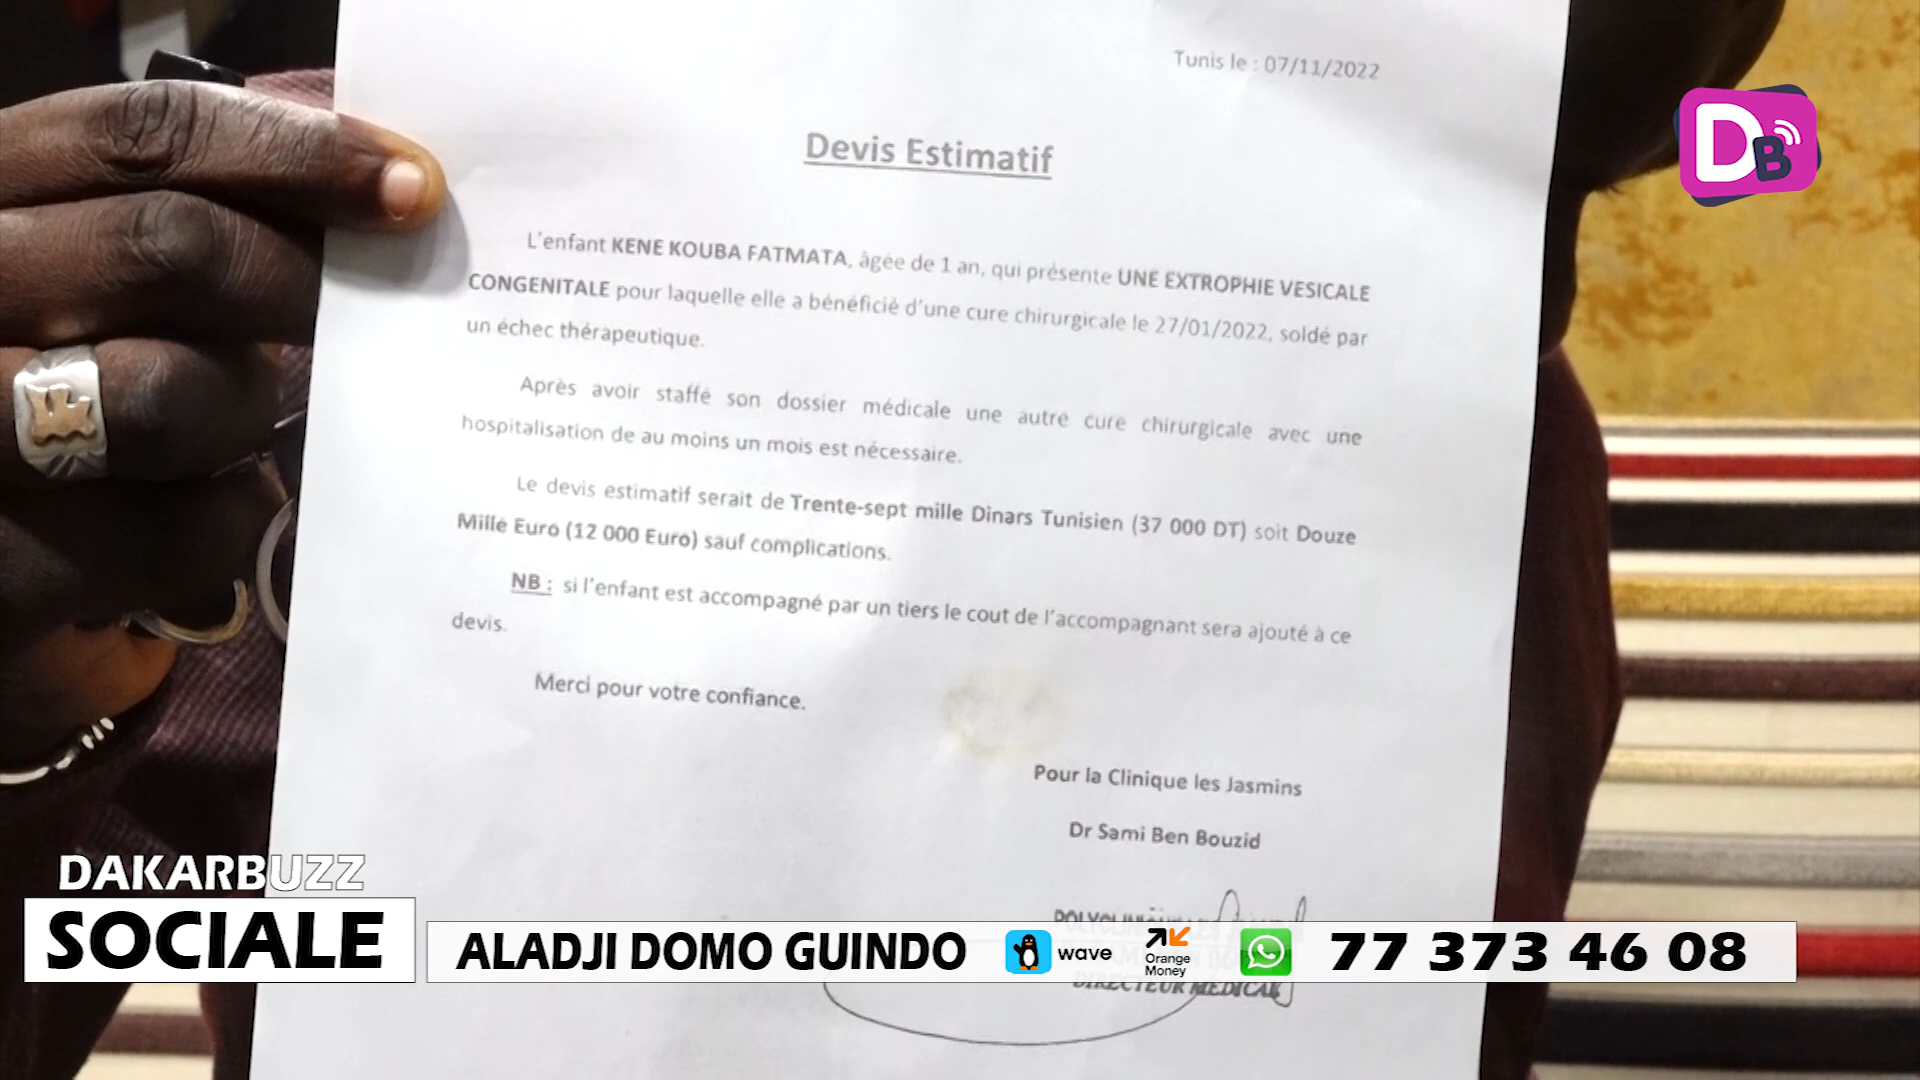 Tunis le : 07/11/2022
DB
Devis Estimatif
L'enfant KENE KOUBA FATMATA, âgée de 1 an, qui présente UNE EXTROPHIE VESICALE
CONGENITALE pour laquelle elle a bénéficié d'une cure chirurgicale le 27/01/2022, soldé par
un échec thérapeutique.
Après avoir staffé son dossier médicale une autre cure chirurgicale avec une
hospitalisation de au moins un mois est nécessaire.
Le devis estimatif serait de Trente-sept mille Dinars Tunisien (37 000 DT) soit Douze
Mille Euro (12 000 Euro) sauf complications.
NB : si l'enfant est accompagné par un tiers le cout de l'accompagnant sera ajouté à ce
devis.
Merci pour votre confiance.
Pour la Clinique les Jasmins
Dr Sami Ben Bouzid
DIRECTEUR MEDICAL
DAKARBUZZ
SOCIALE
ALADJI DOMO GUINDO wave Orange Money 77 373 46 08